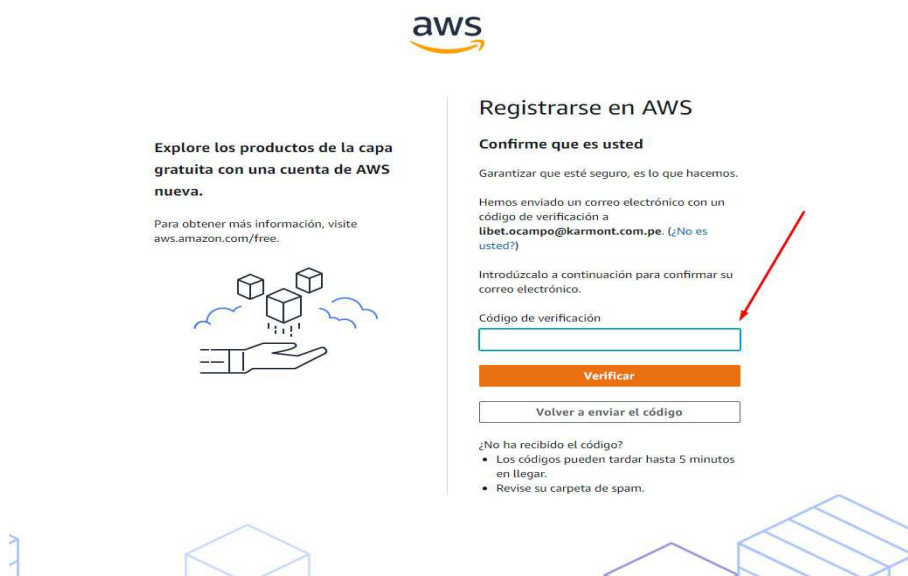 aws
Explore los productos de la capa
gratuita con una cuenta de AWS
nueva.
Para obtener más información, visite
aws.amazon.com/free.
Registrarse en AWS
Confirme que es usted
Garantizar que esté seguro, es lo que hacemos.
Hemos enviado un correo electrónico con un
código de verificación a
libet.ocampo@karmont.com.pe. (¿No es
usted?)
Introdúzcalo a continuación para confirmar su
correo electrónico.
Código de verificación
Verificar
Volver a enviar el código
¿No ha recibido el código?
• Los códigos pueden tardar hasta 5 minutos
en llegar.
• Revise su carpeta de spam.